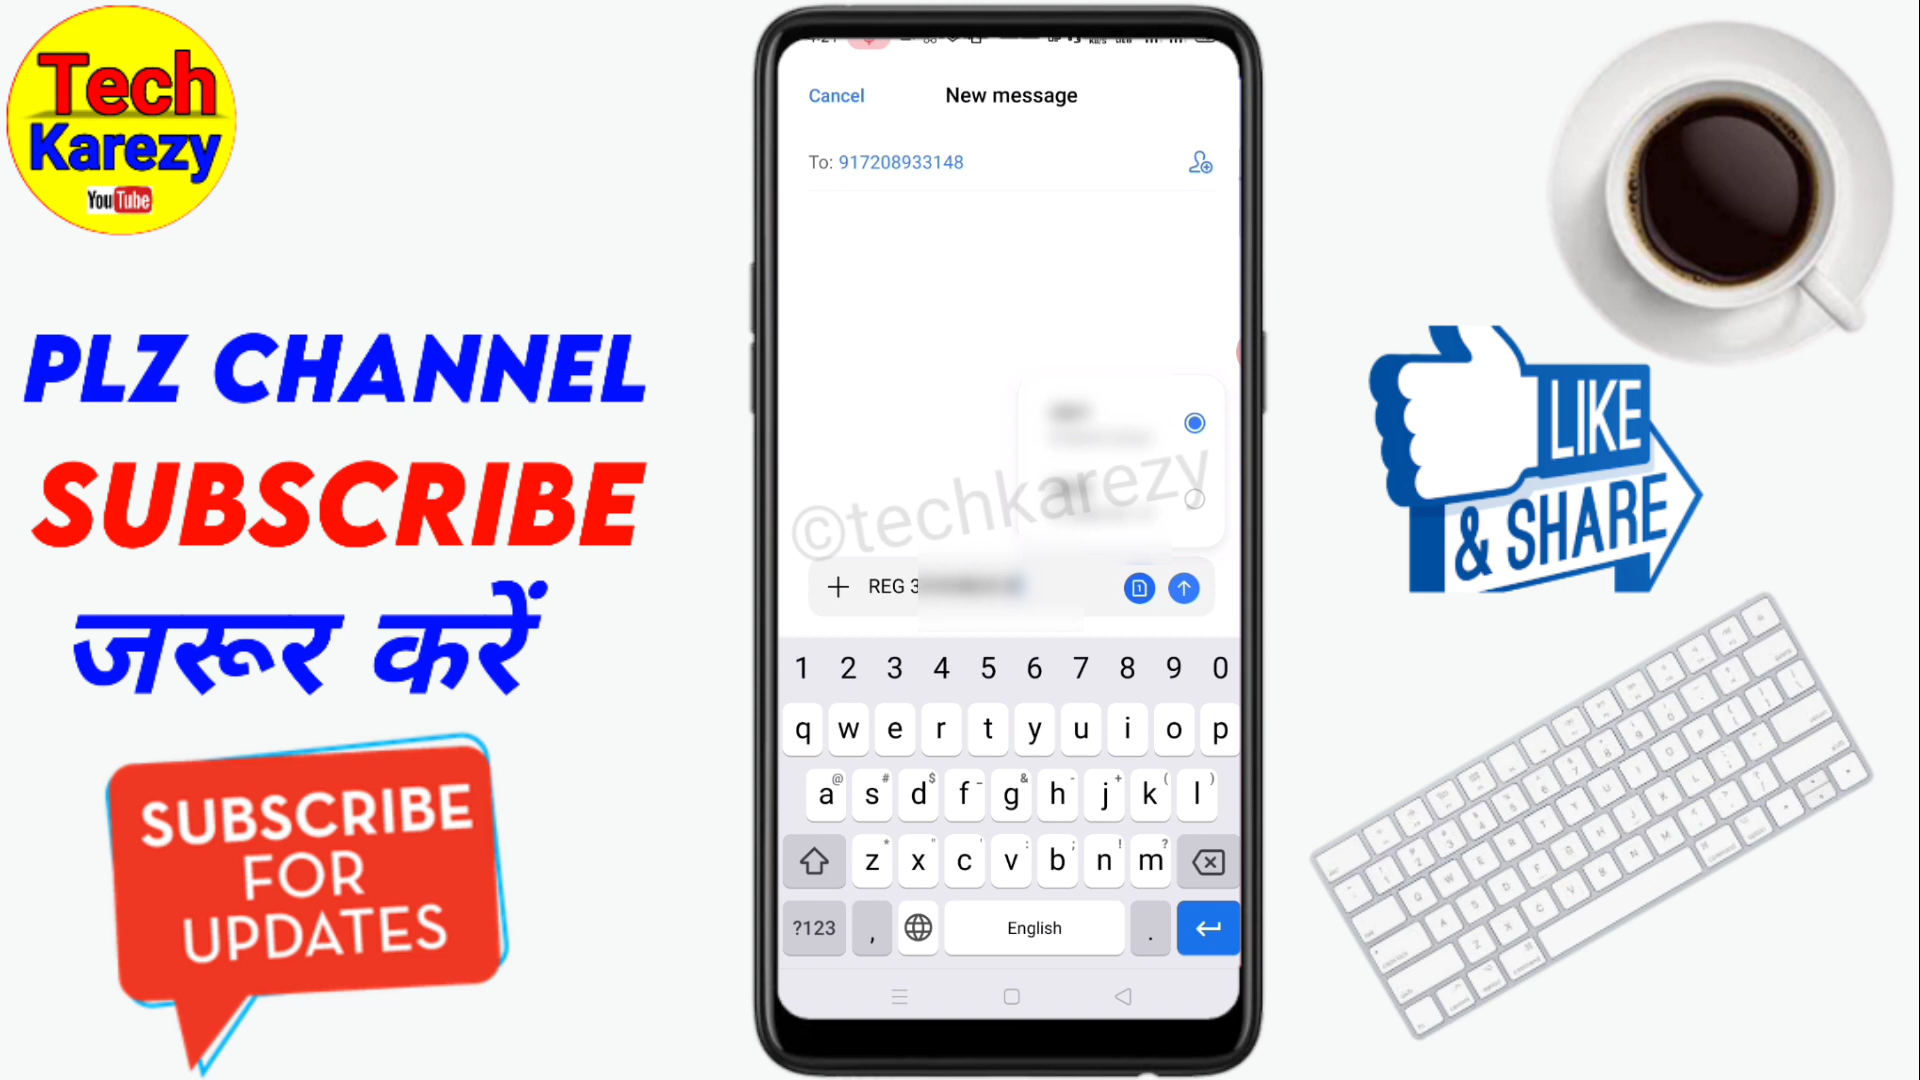 Tech
Karezy
YouTube
PLZ CHANNEL
SUBSCRIBE
जरूर करें
SUBSCRIBE
FOR
UPDATES
Cancel
New message
To: 917208933148
©techkarezy
REG 3
1 2 3 4 5 6 7 8 9 0
q w e r t y u i o p
a s d f g h j k l
z x c v b n m
?123 , English .
LIKE
& SHARE